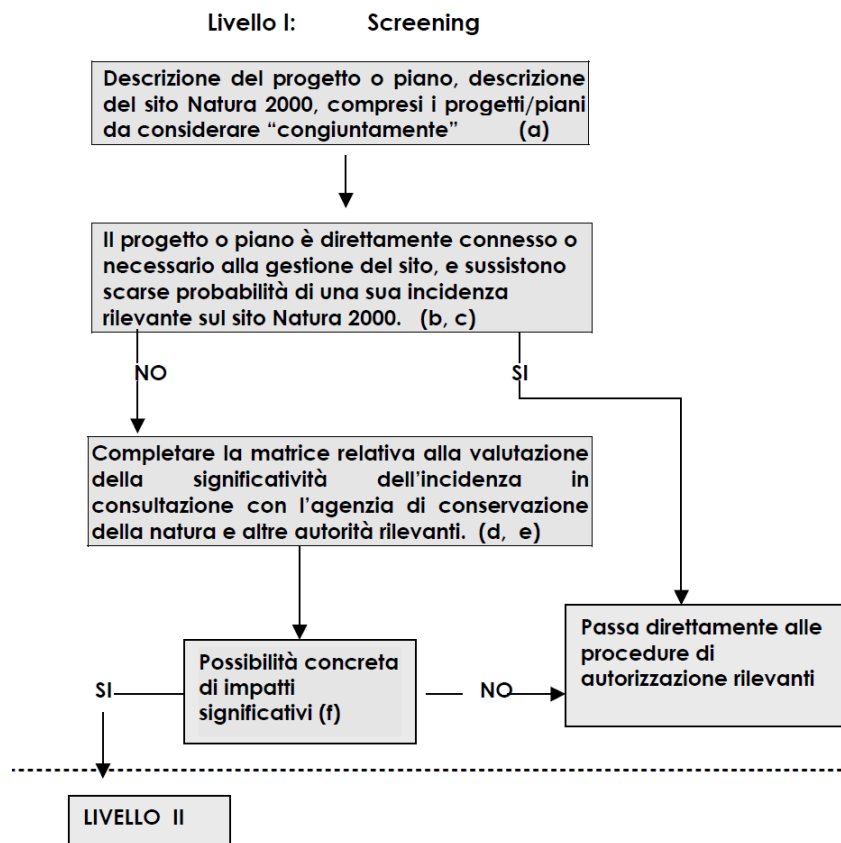 Livello I: Screening
Descrizione del progetto o piano, descrizione
del sito Natura 2000, compresi i progetti/piani
da considerare “congiuntamente” (a)
Il progetto o piano è direttamente connesso o
necessario alla gestione del sito, e sussistono
scarse probabilità di una sua incidenza
rilevante sul sito Natura 2000. (b, c)
NO
SI
Completare la matrice relativa alla valutazione
della significatività dell’incidenza in
consultazione con l’agenzia di conservazione
della natura e altre autorità rilevanti. (d, e)
Possibilità concreta
di impatti
significativi (f)
SI
NO
Passa direttamente alle
procedure di
autorizzazione rilevanti
LIVELLO II